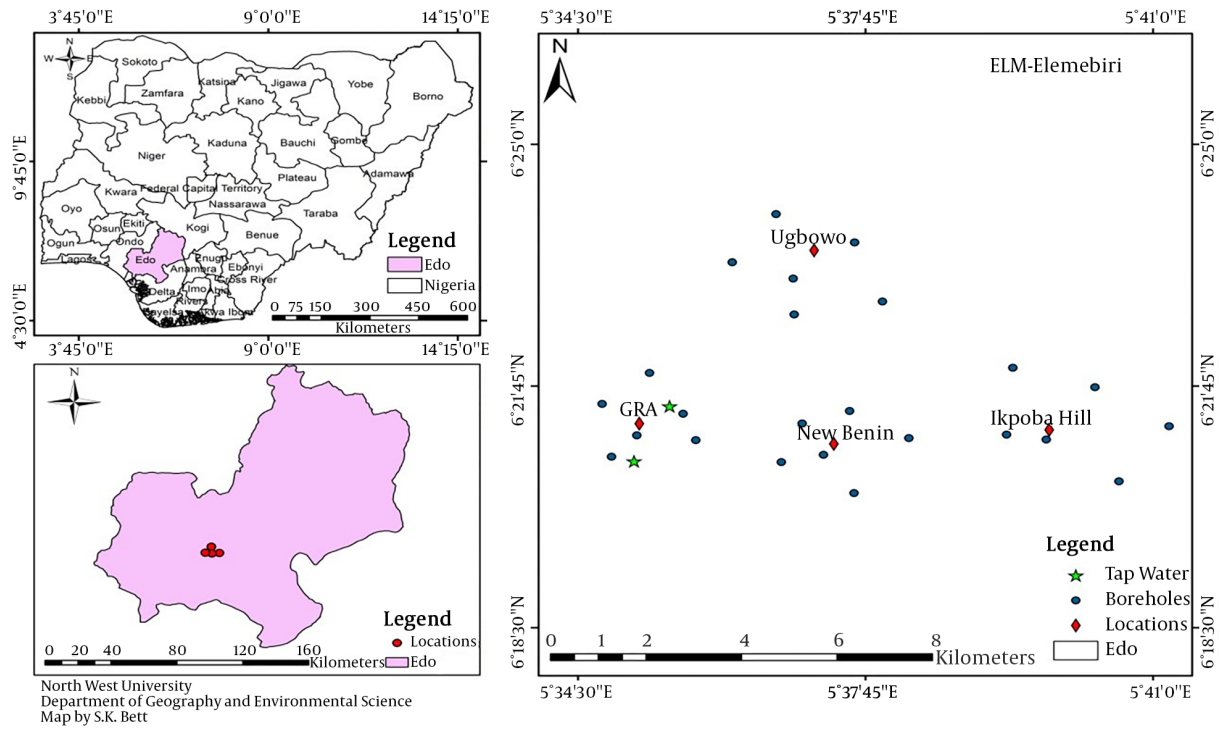 3°45'0"E 9°0'0"E 14°15'0"E
9°45'0"E
4°30'0"E
N
W E
S
Sokoto
Zamfara
Katsina
Jigawa
Yobe
Borno
Kebbi
Kano
Kaduna
Bauchi
Gombe
Niger
Adamawa
Plateau
Kwara
Federal Capital Territory
Nassarawa
Taraba
Oyo
Ekiti
Osun
Kogi
Benue
Ogun
Ondo
Lagos
Edo
Enugu
Anambra
Ebonyi
Cross River
Delta
Imo
Abia
Rivers
Bayelsa
Akwa Ibom
Legend
Edo
Nigeria
0 75 150 300 450 600
Kilometers
3°45'0"E 9°0'0"E 14°15'0"E
N
Legend
Locations
Edo
0 20 40 80 120 160
Kilometers
North West University
Department of Geography and Environmental Science
Map by S.K. Bett
5°34'30"E 5°37'45"E 5°41'0"E
N
ELM-Elemebiri
6°25'0"N
6°25'0"N
Ugbowo
6°21'45"N
6°21'45"N
GRA
New Benin
Ikpoba Hill
Legend
Tap Water
Boreholes
Locations
Edo
6°18'30"N
6°18'30"N
0 1 2 4 6 8
Kilometers
5°34'30"E 5°37'45"E 5°41'0"E